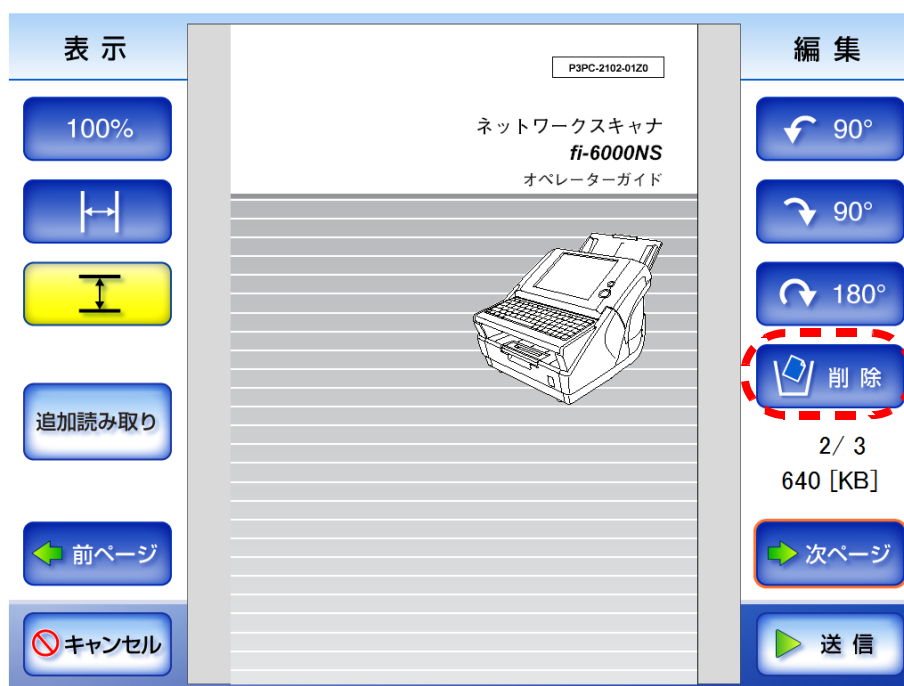 表 示
100%
追加読み取り
前ページ
キャンセル
P3PC-2102-01Z0
ネットワークスキャナ
fi-6000NS
オペレーターガイド
編 集
90°
90°
180°
削 除
2/ 3
640 [KB]
次ページ
送 信